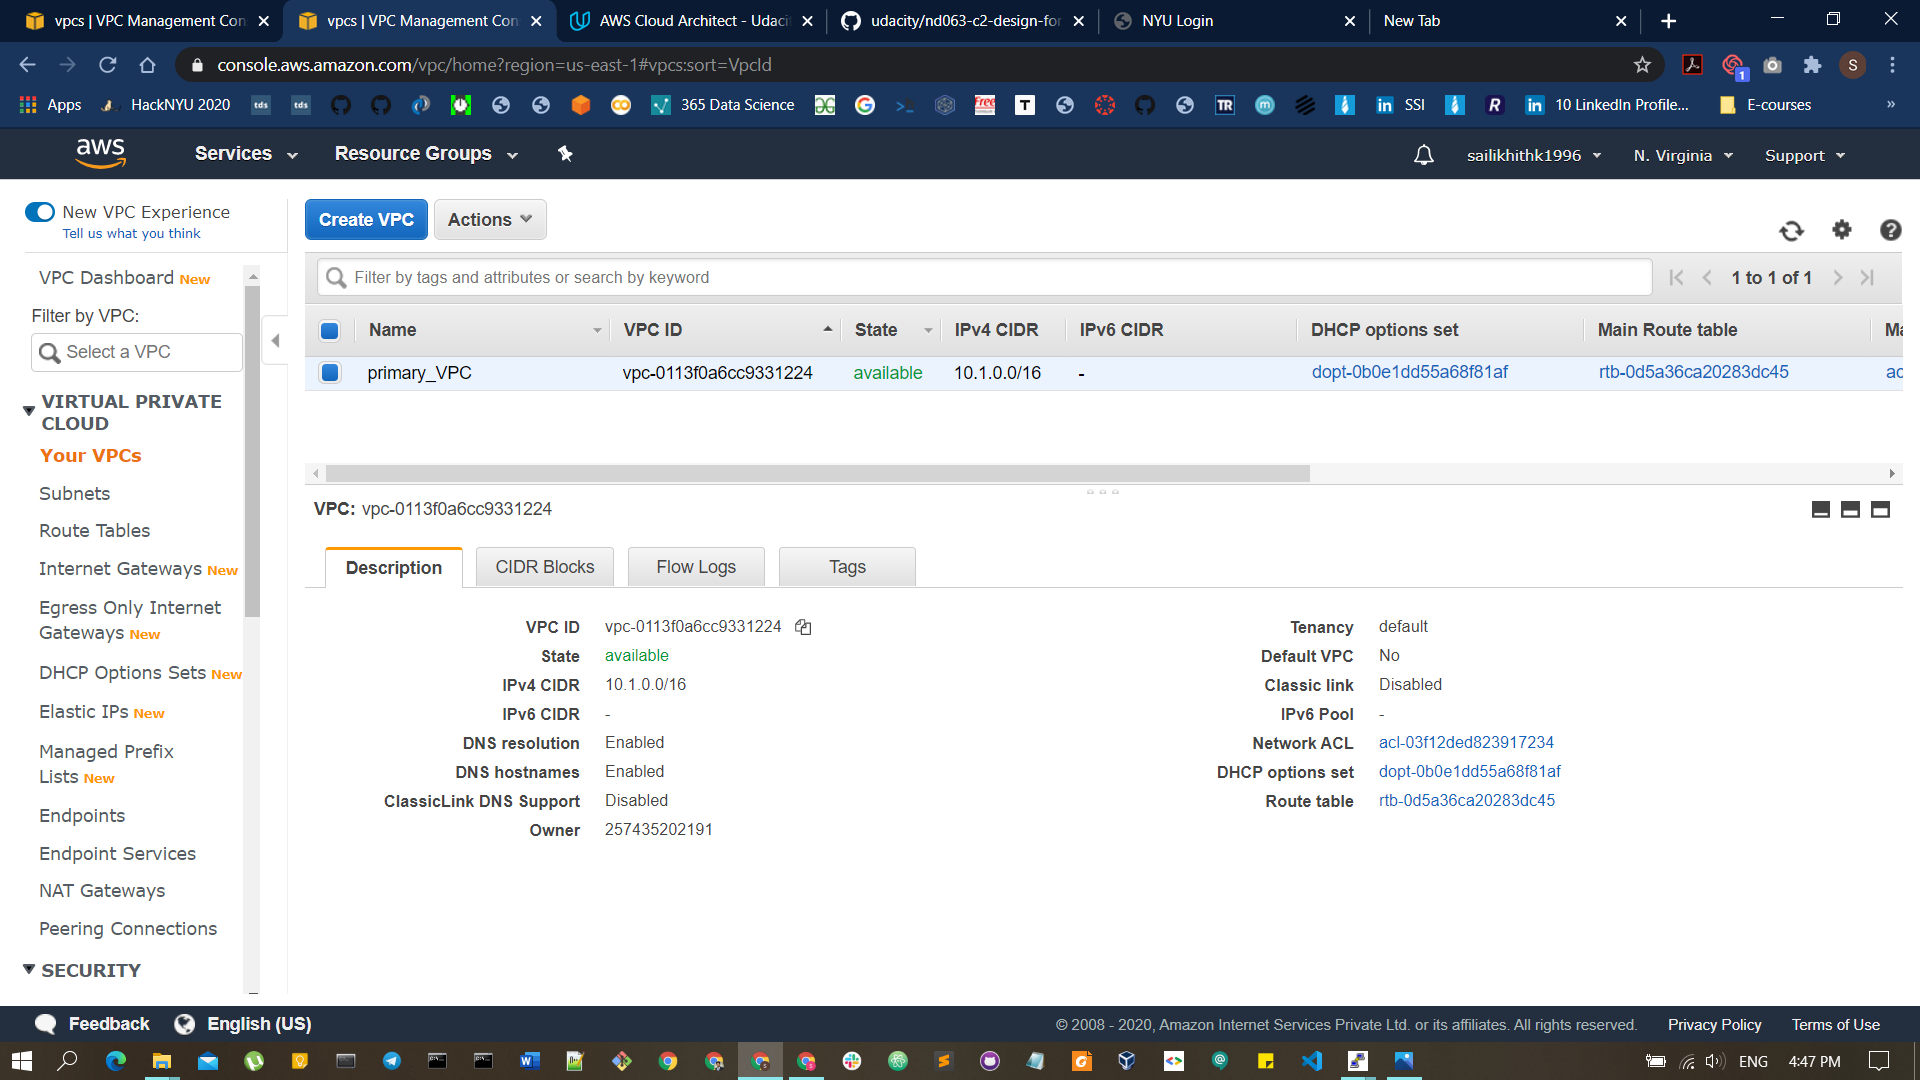 vpcs | VPC Management Con
vpcs | VPC Management Con
AWS Cloud Architect - Udaci
udacity/nd063-c2-design-for
NYU Login
New Tab
console.aws.amazon.com/vpc/home?region=us-east-1#vpcs:sort=VpcId
1
S
Apps
HackNYU 2020
tds
tds
365 Data Science
Free
T
TR
m
in SSI
R
in 10 LinkedIn Profile...
E-courses
»
aws
Services
Resource Groups
sailikhithk1996
N. Virginia
Support
New VPC Experience
Tell us what you think
Create VPC
Actions
VPC Dashboard New
Filter by VPC:
Select a VPC
VIRTUAL PRIVATE
CLOUD
Your VPCs
Subnets
Route Tables
Internet Gateways New
Egress Only Internet
Gateways New
DHCP Options Sets New
Elastic IPs New
Managed Prefix
Lists New
Endpoints
Endpoint Services
NAT Gateways
Peering Connections
SECURITY
Filter by tags and attributes or search by keyword
1 to 1 of 1
Name
VPC ID
State
IPv4 CIDR
IPv6 CIDR
DHCP options set
Main Route table
Ma
primary_VPC
vpc-0113f0a6cc9331224
available
10.1.0.0/16
-
dopt-0b0e1dd55a68f81af
rtb-0d5a36ca20283dc45
ac
VPC: vpc-0113f0a6cc9331224
Description
CIDR Blocks
Flow Logs
Tags
VPC ID vpc-0113f0a6cc9331224
State available
IPv4 CIDR 10.1.0.0/16
IPv6 CIDR -
DNS resolution Enabled
DNS hostnames Enabled
ClassicLink DNS Support Disabled
Owner 257435202191
Tenancy default
Default VPC No
Classic link Disabled
IPv6 Pool -
Network ACL acl-03f12ded823917234
DHCP options set dopt-0b0e1dd55a68f81af
Route table rtb-0d5a36ca20283dc45
Feedback
English (US)
© 2008 - 2020, Amazon Internet Services Private Ltd. or its affiliates. All rights reserved.
Privacy Policy
Terms of Use
ENG
4:47 PM